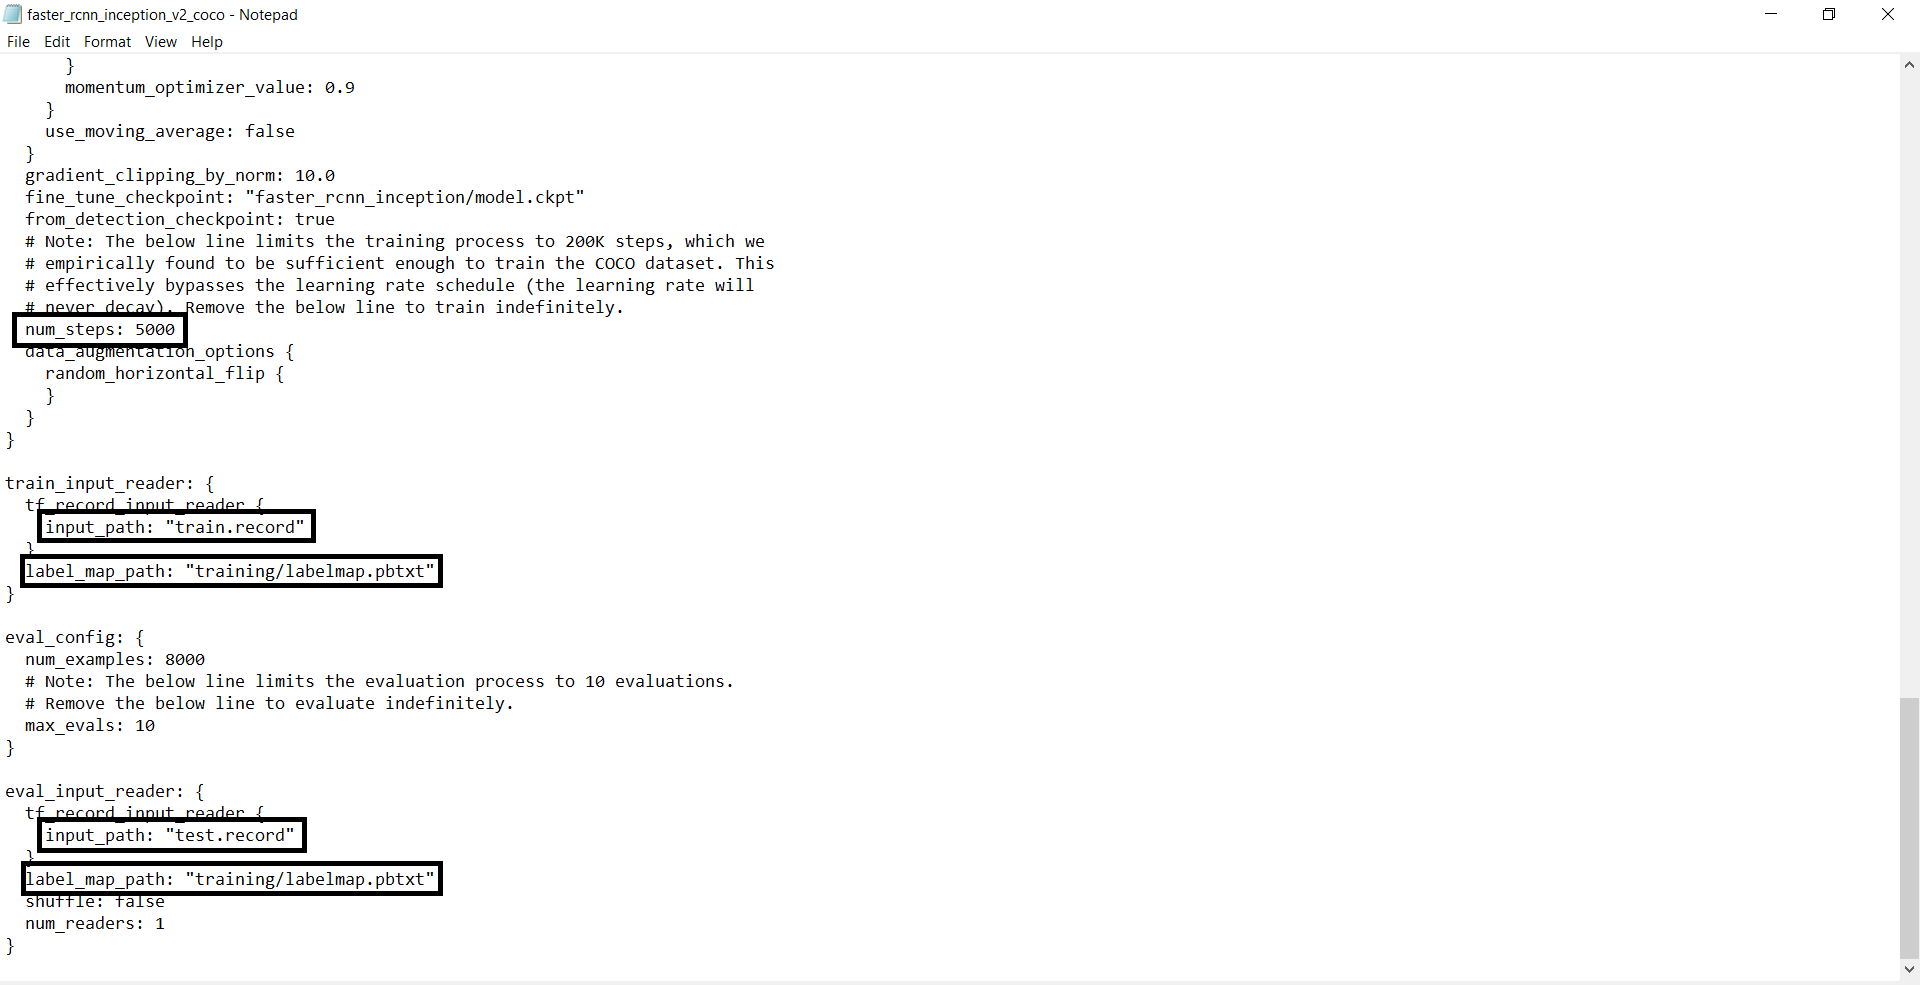 faster_rcnn_inception_v2_coco - Notepad
File Edit Format View Help
      }
      momentum_optimizer_value: 0.9
    }
    use_moving_average: false
  }
  gradient_clipping_by_norm: 10.0
  fine_tune_checkpoint: "faster_rcnn_inception/model.ckpt"
  from_detection_checkpoint: true
  # Note: The below line limits the training process to 200K steps, which we
  # empirically found to be sufficient enough to train the COCO dataset. This
  # effectively bypasses the learning rate schedule (the learning rate will
  # never decay). Remove the below line to train indefinitely.
  num_steps: 5000
  data_augmentation_options {
    random_horizontal_flip {
    }
  }
}

train_input_reader: {
  tf_record_input_reader {
    input_path: "train.record"
  }
  label_map_path: "training/labelmap.pbtxt"
}

eval_config: {
  num_examples: 8000
  # Note: The below line limits the evaluation process to 10 evaluations.
  # Remove the below line to evaluate indefinitely.
  max_evals: 10
}

eval_input_reader: {
  tf_record_input_reader {
    input_path: "test.record"
  }
  label_map_path: "training/labelmap.pbtxt"
  shuffle: false
  num_readers: 1
}